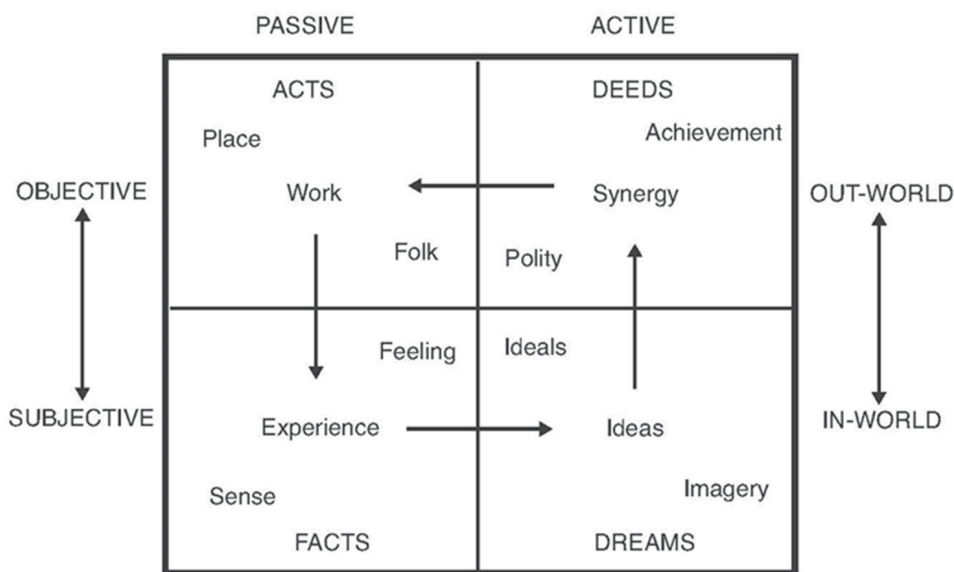 PASSIVE
ACTIVE
ACTS
DEEDS
Place
Achievement
OBJECTIVE
Work
Synergy
OUT-WORLD
Folk
Polity
Feeling
Ideals
SUBJECTIVE
Experience
Ideas
IN-WORLD
Sense
Imagery
FACTS
DREAMS